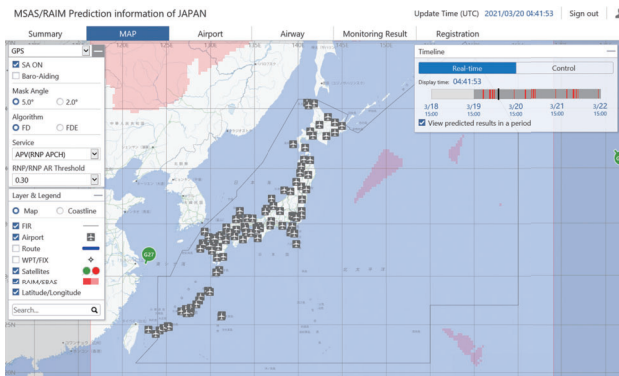 MSAS/RAIM Prediction information of JAPAN
Update Time (UTC) 2021/03/20 04:41:53 Sign out
Summary MAP Airport Airway Monitoring Result Registration
GPS
SA ON
Baro-Aiding
Mask Angle
5.0° 2.0°
Algorithm
FD FDE
Service
APV(RNP APCH)
RNP/RNP AR Threshold
0.30
Layer & Legend
Map Coastline
FIR
Airport
Route
WPT/FIX
Satellites
RAIM/FBAS
Latitude/Longitude
Search...
G27
Timeline
Real-time Control
Display time: 04:41:53
3/18 3/19 3/20 3/21 3/22
15:00 15:00 15:00 15:00 15:00
View predicted results in a period